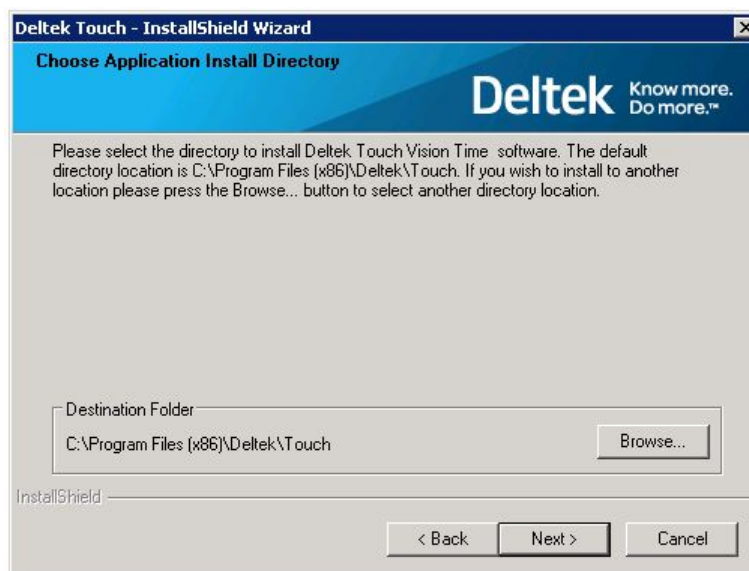 Deltek Touch - InstallShield Wizard
Choose Application Install Directory
Deltek Know more.
Do more.™
Please select the directory to install Deltek Touch Vision Time  software. The default
directory location is C:\Program Files (x86)\Deltek\Touch. If you wish to install to another
location please press the Browse... button to select another directory location.
Destination Folder
C:\Program Files (x86)\Deltek\Touch
Browse...
InstallShield
< Back
Next >
Cancel